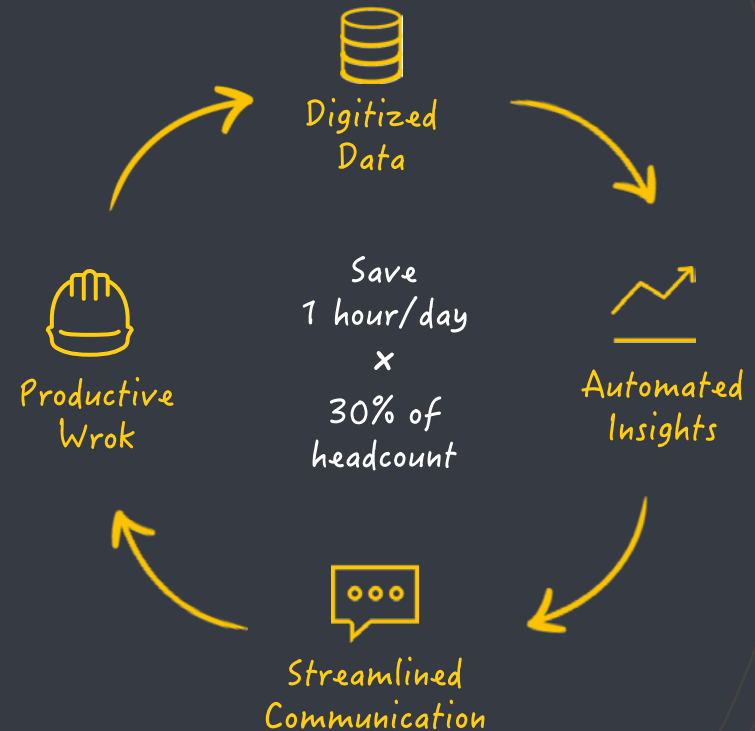 Digitized
Data
Save
1 hour/day
x
30% of
headcount
Automated
Insights
Productive
Wrok
Streamlined
Communication